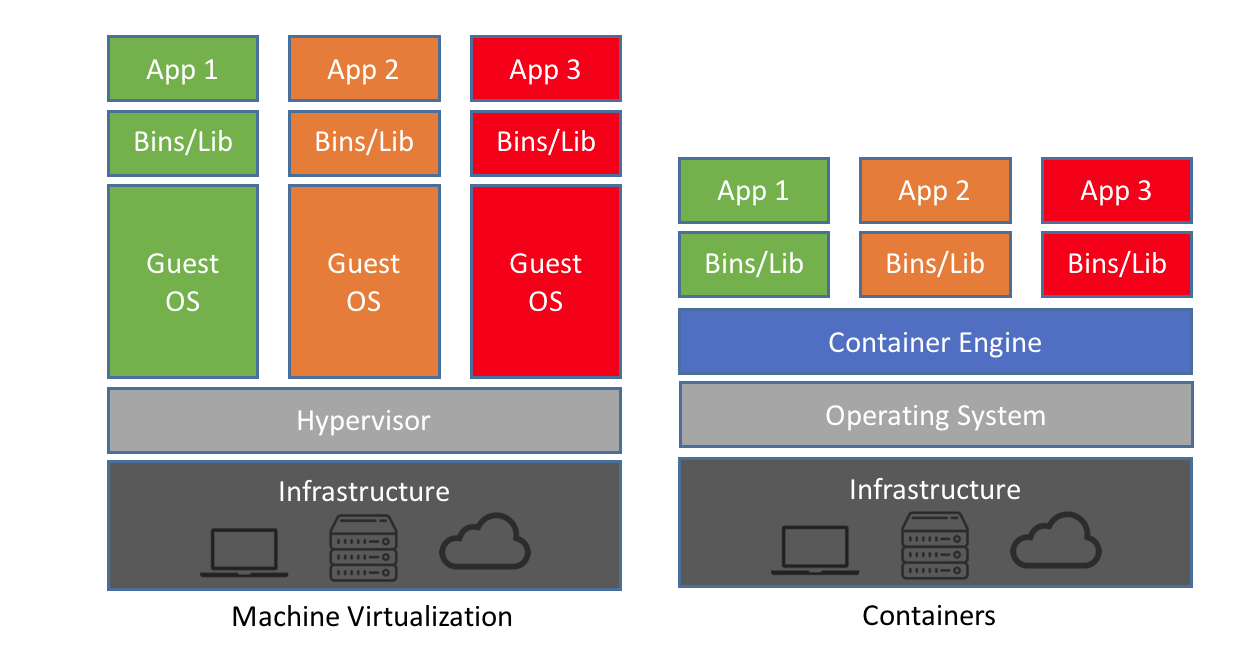 App 1
App 2
App 3
Bins/Lib
Bins/Lib
Bins/Lib
Guest
OS
Guest
OS
Guest
OS
Hypervisor
Infrastructure
Machine Virtualization
App 1
App 2
App 3
Bins/Lib
Bins/Lib
Bins/Lib
Container Engine
Operating System
Infrastructure
Containers